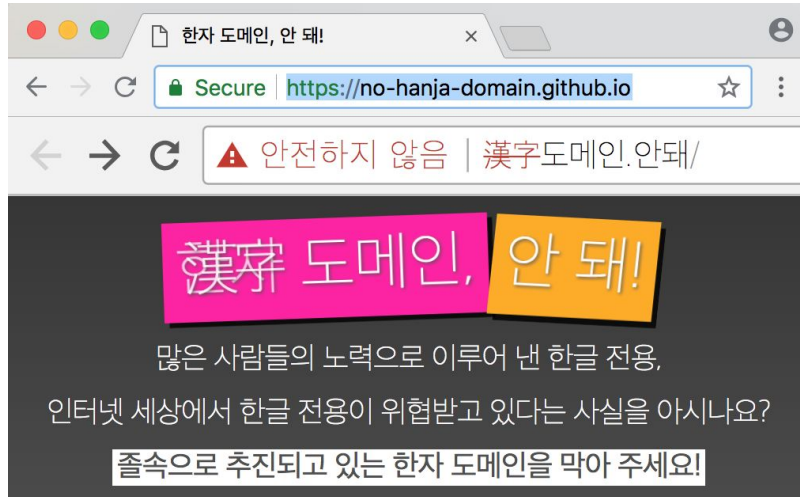 한자 도메인, 안 돼!
Secure https://no-hanja-domain.github.io
안전하지 않음 漢字도메인.안돼/
漢字 도메인, 안 돼!
많은 사람들의 노력으로 이루어 낸 한글 전용,
인터넷 세상에서 한글 전용이 위협받고 있다는 사실을 아시나요?
졸속으로 추진되고 있는 한자 도메인을 막아 주세요!